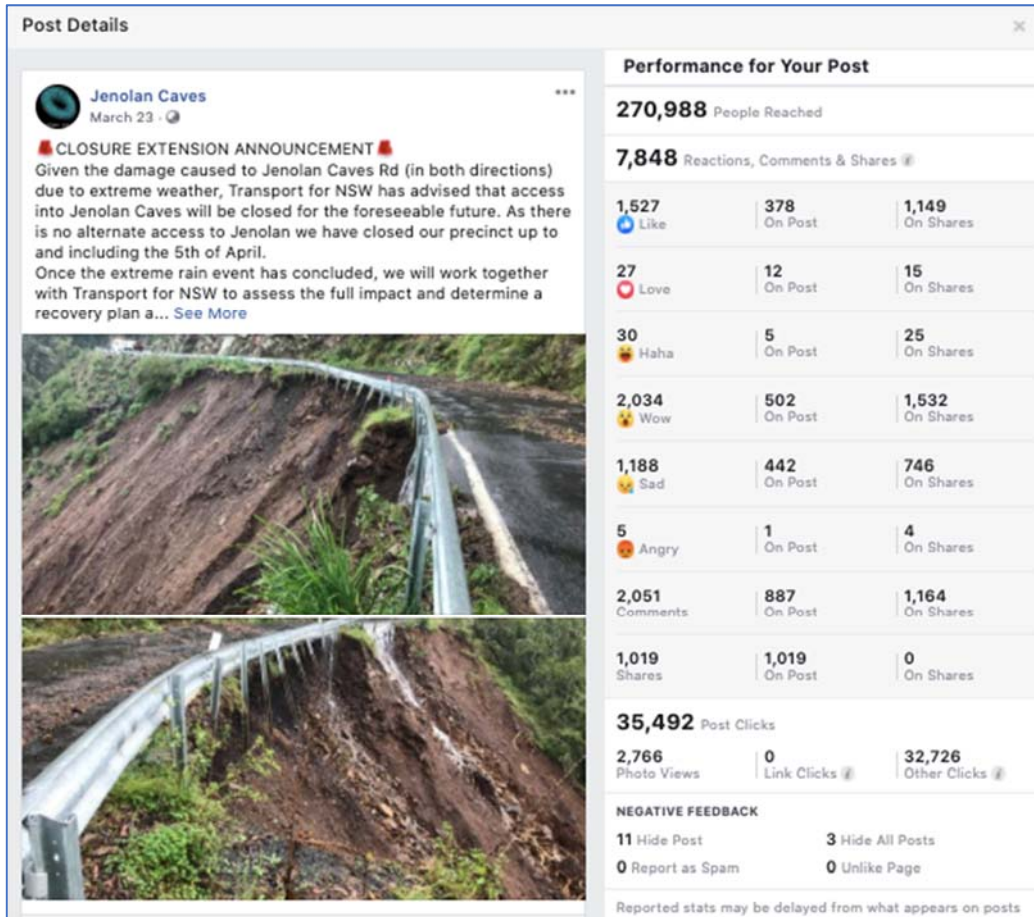 Post Details
Jenolan Caves
March 23 ·
CLOSURE EXTENSION ANNOUNCEMENT
Given the damage caused to Jenolan Caves Rd (in both directions)
due to extreme weather, Transport for NSW has advised that access
into Jenolan Caves will be closed for the foreseeable future. As there
is no alternate access to Jenolan we have closed our precinct up to
and including the 5th of April.
Once the extreme rain event has concluded, we will work together
with Transport for NSW to assess the full impact and determine a
recovery plan a... See More
Performance for Your Post
270,988 People Reached
7,848 Reactions, Comments & Shares
1,527 378 1,149
Like On Post On Shares
27 12 15
Love On Post On Shares
30 5 25
Haha On Post On Shares
2,034 502 1,532
Wow On Post On Shares
1,188 442 746
Sad On Post On Shares
5 1 4
Angry On Post On Shares
2,051 887 1,164
Comments On Post On Shares
1,019 1,019 0
Shares On Post On Shares
35,492 Post Clicks
2,766 0 32,726
Photo Views Link Clicks Other Clicks
NEGATIVE FEEDBACK
11 Hide Post 3 Hide All Posts
0 Report as Spam 0 Unlike Page
Reported stats may be delayed from what appears on posts